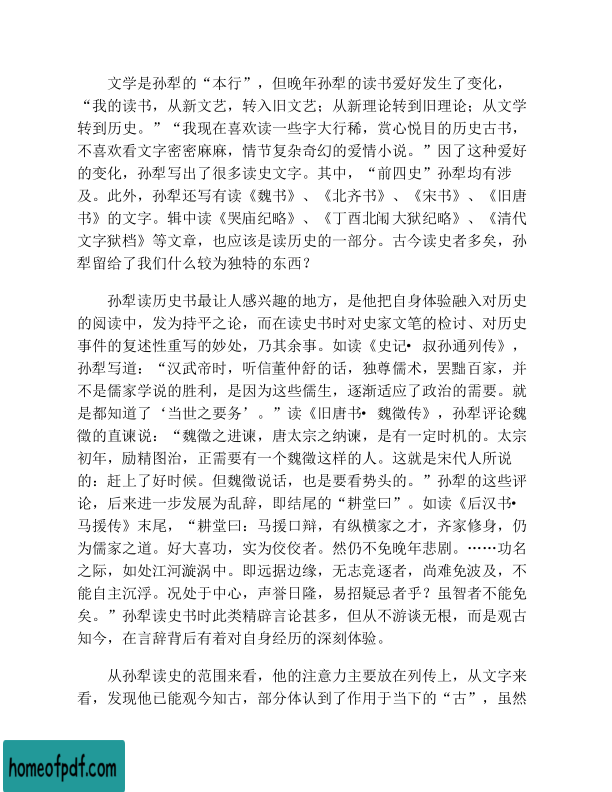 文学是孙犁的“本行”，但晚年孙犁的读书爱好发生了变化，
“我的读书，从新文艺，转入旧文艺；从新理论转到旧理论；从文学
转到历史。”“我现在喜欢读一些字大行稀，赏心悦目的历史古书，
不喜欢看文字密密麻麻，情节复杂奇幻的爱情小说。”因了这种爱好
的变化，孙犁写出了很多读史文字。其中，“前四史”孙犁均有涉
及。此外，孙犁还写有读《魏书》、《北齐书》、《宋书》、《旧唐
书》的文字。辑中读《哭庙纪略》、《丁酉北闱大狱纪略》、《清代
文字狱档》等文章，也应该是读历史的一部分。古今读史者多矣，孙
犁留给了我们什么较为独特的东西？
孙犁读历史书最让人感兴趣的地方，是他把自身体验融入对历史
的阅读中，发为持平之论，而在读史书时对史家文笔的检讨、对历史
事件的复述性重写的妙处，乃其余事。如读《史记•叔孙通列传》，
孙犁写道：“汉武帝时，听信董仲舒的话，独尊儒术，罢黜百家，并
不是儒家学说的胜利，是因为这些儒生，逐渐适应了政治的需要。就
是都知道了‘当世之要务’。”读《旧唐书•魏徵传》，孙犁评论魏
徵的直谏说：“魏徵之进谏，唐太宗之纳谏，是有一定时机的。太宗
初年，励精图治，正需要有一个魏徵这样的人。这就是宋代人所说
的：赶上了好时候。但魏徵说话，也是要看势头的。”孙犁的这些评
论，后来进一步发展为乱辞，即结尾的“耕堂曰”。如读《后汉书•
马援传》末尾，“耕堂曰：马援口辩，有纵横家之才，齐家修身，仍
为儒家之道。好大喜功，实为佼佼者。然仍不免晚年悲剧。……功名
之际，如处江河漩涡中。即远据边缘，无志竞逐者，尚难免波及，不
能自主沉浮。况处于中心，声誉日隆，易招疑忌者乎？虽智者不能免
矣。”孙犁读史书时此类精辟言论甚多，但从不游谈无根，而是观古
知今，在言辞背后有着对自身经历的深刻体验。
从孙犁读史的范围来看，他的注意力主要放在列传上，从文字来
看，发现他已能观今知古，部分体认到了作用于当下的“古”，虽然
homeofpdf.com